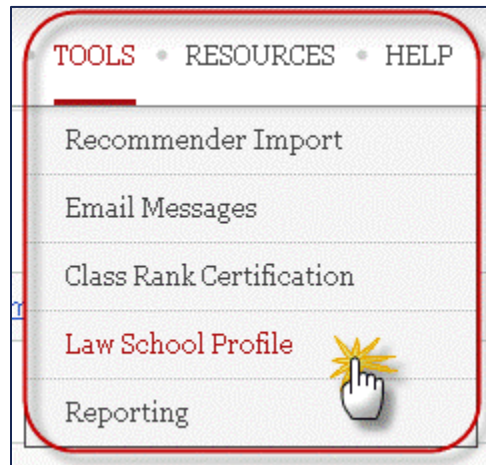 TOOLS • RESOURCES • HELP
Recommender Import
Email Messages
Class Rank Certification
Law School Profile
Reporting